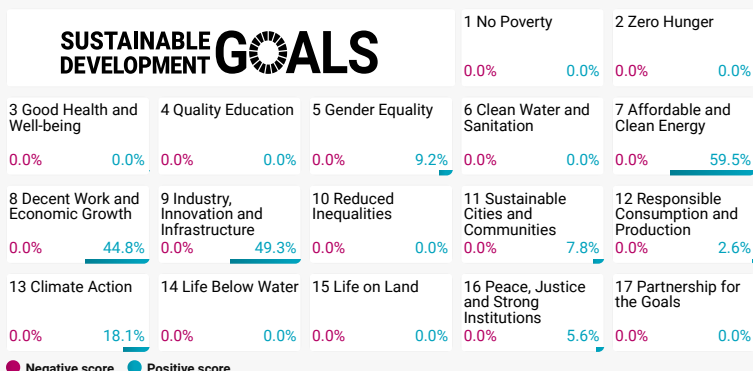 SUSTAINABLE
DEVELOPMENT
GOALS
1 No Poverty
0.0% 0.0%
2 Zero Hunger
0.0% 0.0%
3 Good Health and
Well-being
0.0% 0.0%
4 Quality Education
0.0% 0.0%
5 Gender Equality
0.0% 9.2%
6 Clean Water and
Sanitation
0.0% 0.0%
7 Affordable and
Clean Energy
0.0% 59.5%
8 Decent Work and
Economic Growth
0.0% 44.8%
9 Industry,
Innovation and
Infrastructure
0.0% 49.3%
10 Reduced
Inequalities
0.0% 0.0%
11 Sustainable
Cities and
Communities
0.0% 7.8%
12 Responsible
Consumption and
Production
0.0% 2.6%
13 Climate Action
0.0% 18.1%
14 Life Below Water
0.0% 0.0%
15 Life on Land
0.0% 0.0%
16 Peace, Justice
and Strong
Institutions
0.0% 5.6%
17 Partnership for
the Goals
0.0% 0.0%
Negative score Positive score